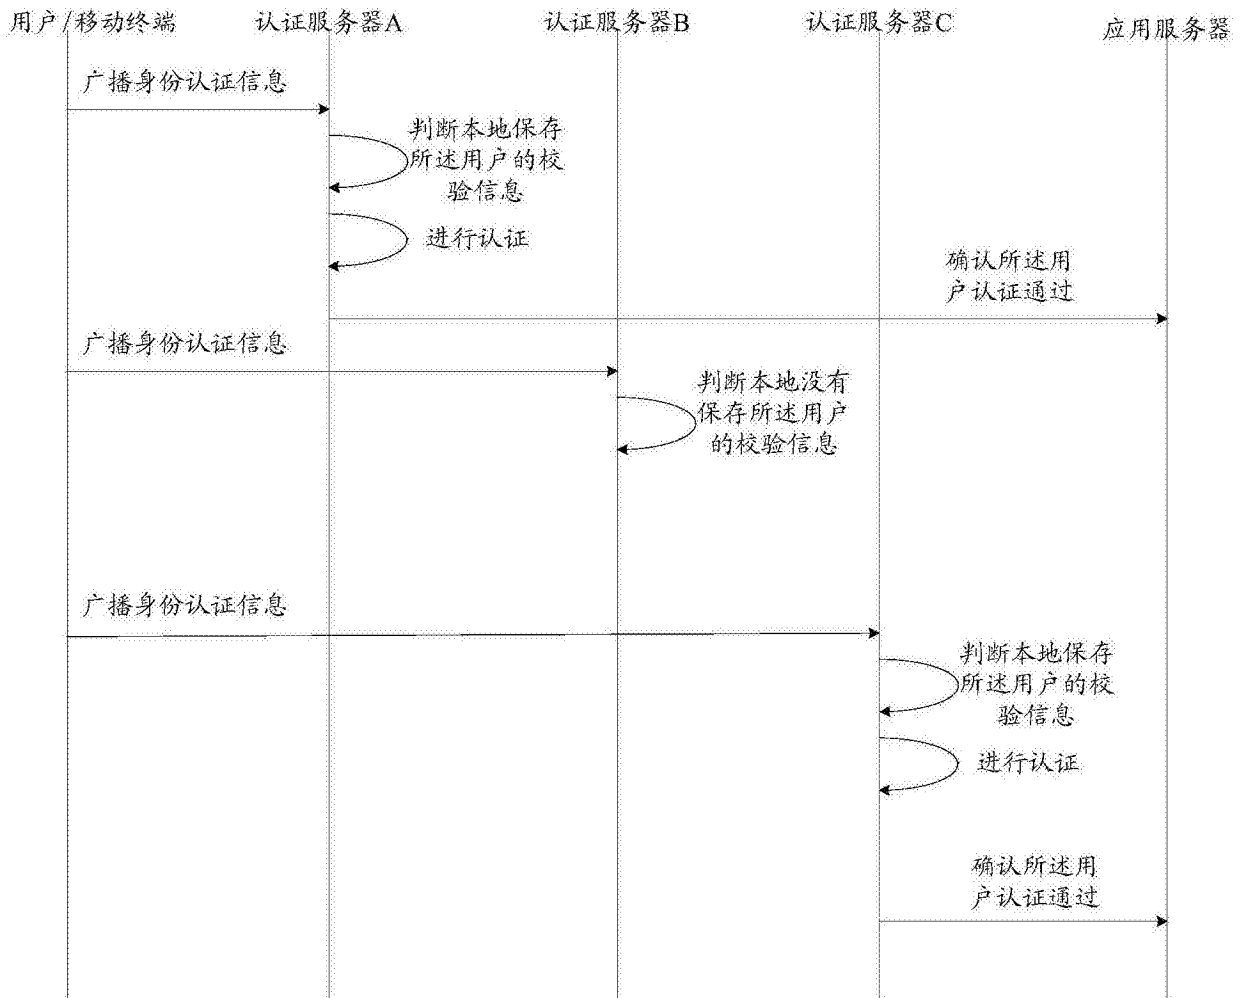 用户/移动终端
认证服务器A
认证服务器B
认证服务器C
应用服务器
广播身份认证信息
判断本地保存
所述用户的校
验信息
进行认证
确认所述用
户认证通过
广播身份认证信息
判断本地没有
保存所述用户
的校验信息
广播身份认证信息
判断本地保存
所述用户的校
验信息
进行认证
确认所述用
户认证通过